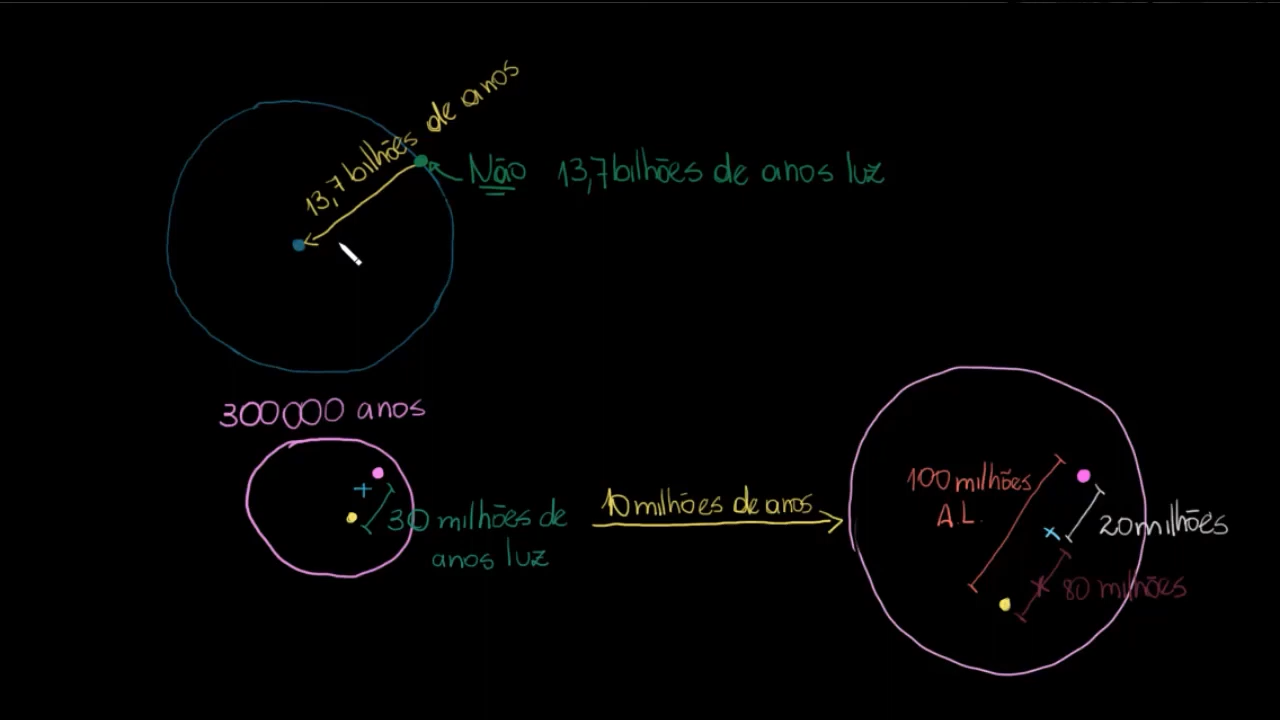 13,7 bilhões de anos
Não 13,7 bilhões de anos luz
300000 anos
30 milhões de
anos luz
10 milhões de anos
100 milhões
A.L.
20 milhões
80 milhões